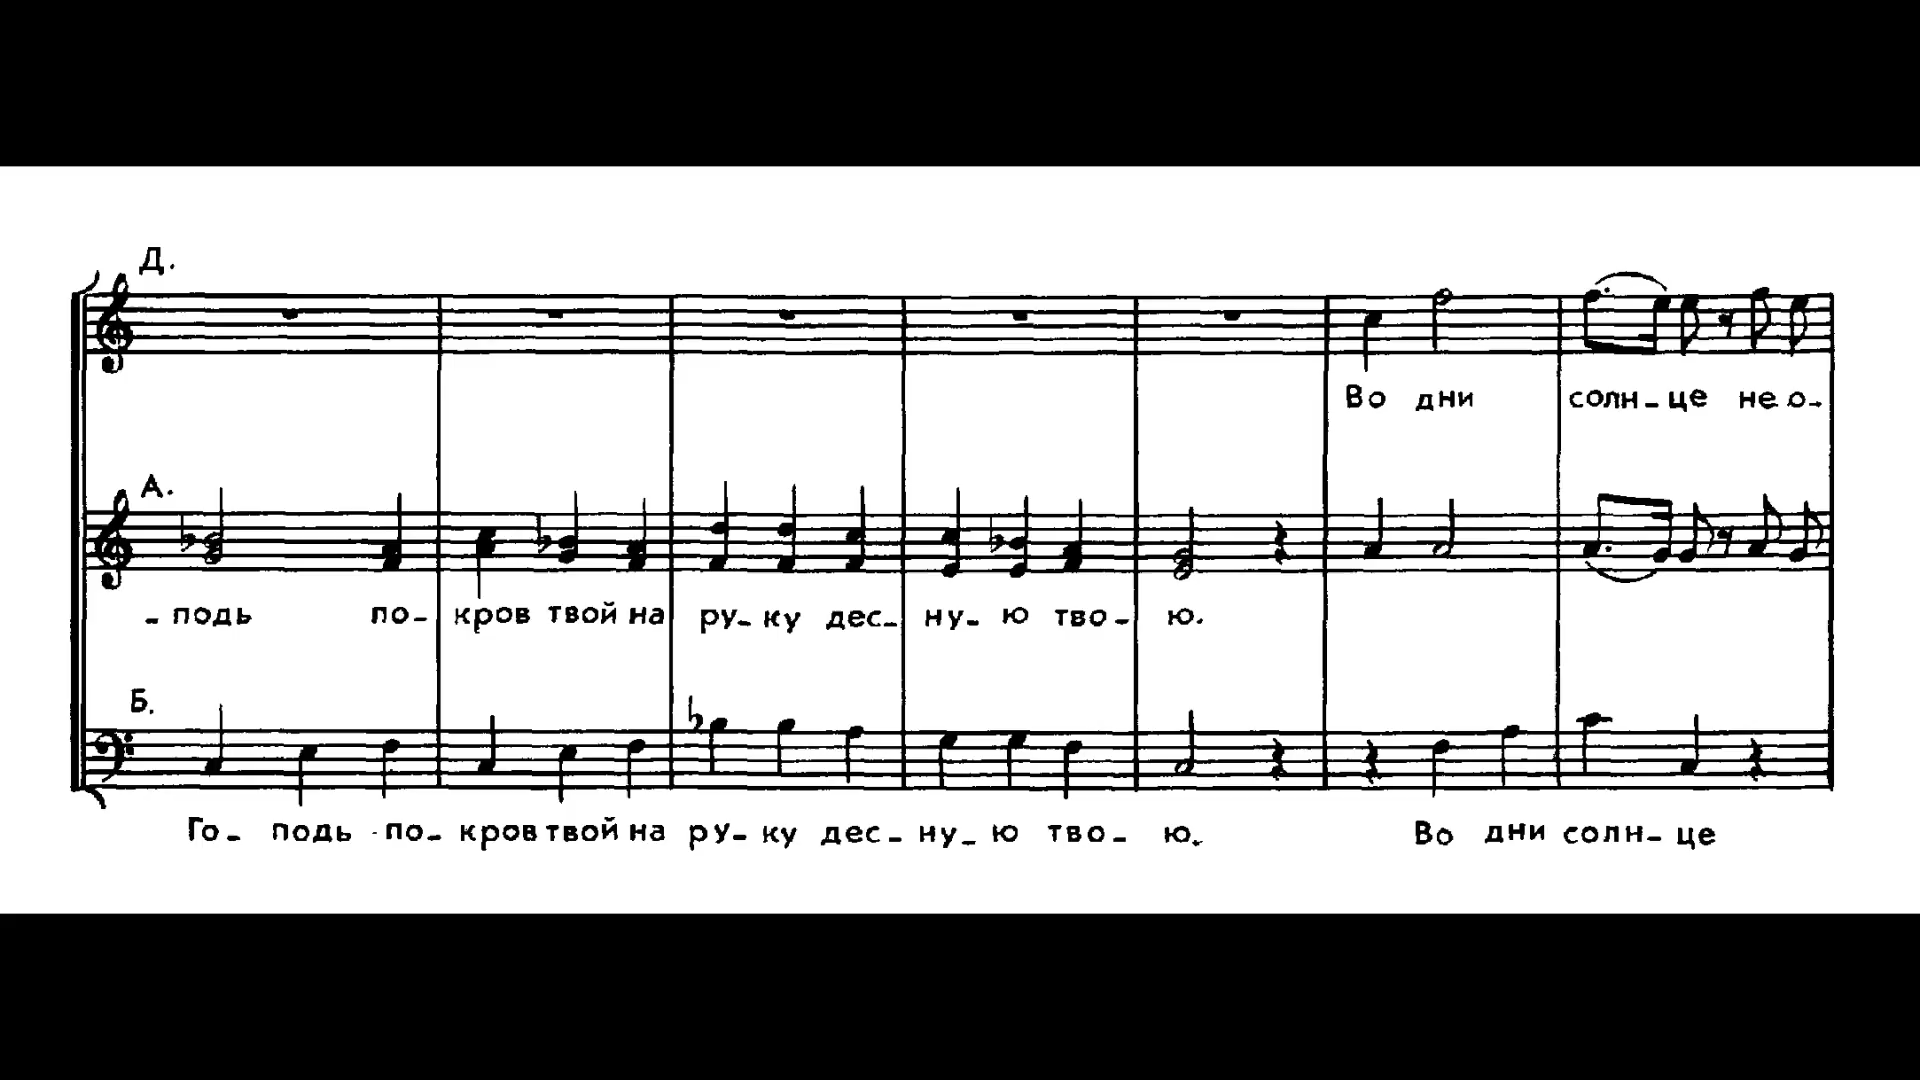 Д.
Во дни солн-це не о-
А.
-подь по-кров твой на ру-ку дес-ну-ю тво-ю.
Б.
Го-подь по-кров твой на ру-ку дес-ну-ю тво-ю. Во дни солн-це